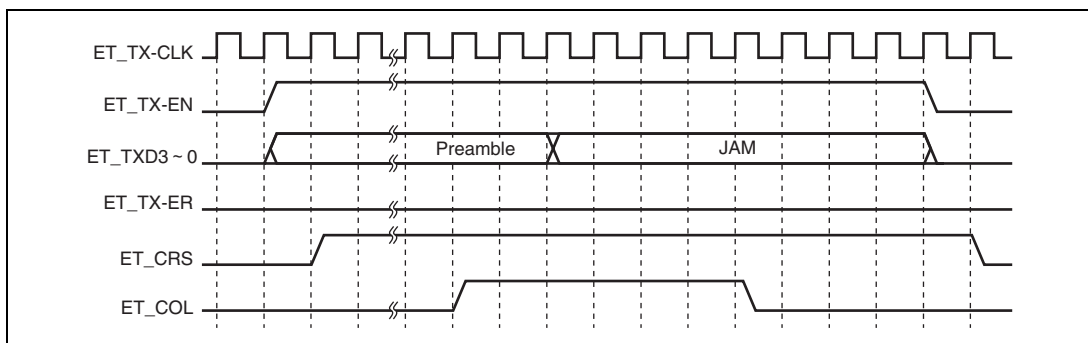 ET_TX-CLK
ET_TX-EN
ET_TXD3 ~ 0
Preamble
JAM
ET_TX-ER
ET_CRS
ET_COL